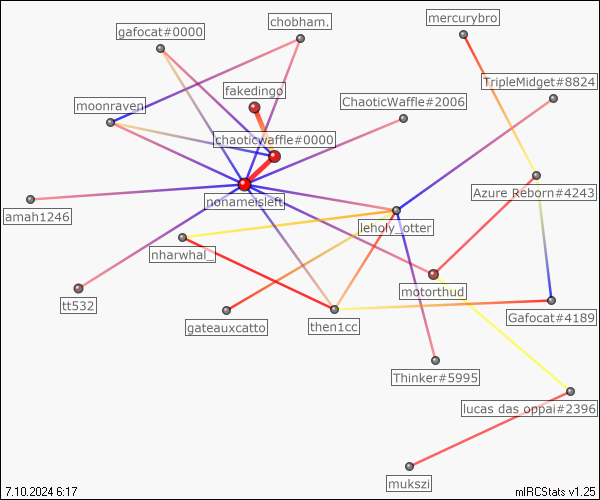 chobham.
mercurybro
gafocat#0000
TripleMidget#8824
fakedingo
ChaoticWaffle#2006
moonraven
chaoticwaffle#0000
Azure Reborn#4243
nonameisleft
amah1246
leholy_otter
nharwhal_
motorthud
tt532
Gafocat#4189
gateauxcatto
then1cc
Thinker#5995
lucas das oppai#2396
mukszi
7.10.2024 6:17
mIRCStats v1.25